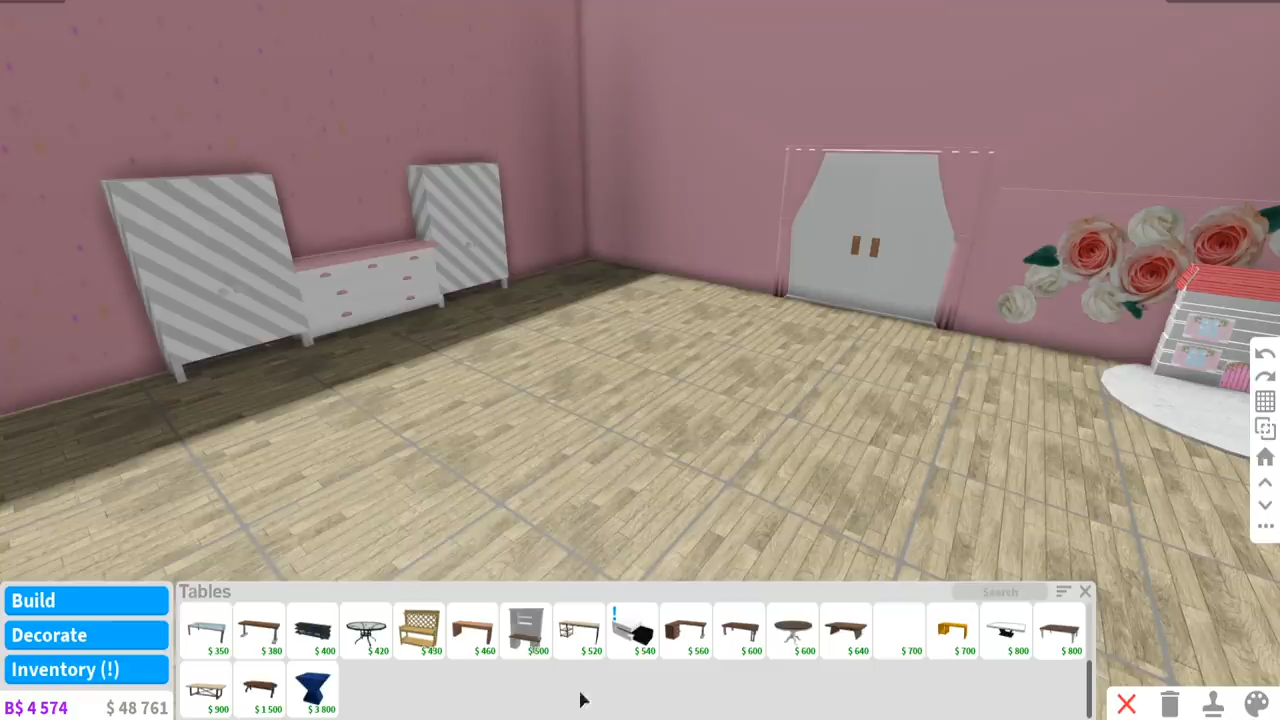 Tables
Search
$ 350 $ 380 $ 400 $ 420 $ 430 $ 460 $500 $ 520 $ 540 $ 560 $ 600 $ 600 $ 640 $ 700 $ 700 $ 800 $ 800
$ 900 $ 1 500 $ 3 800
Build
Decorate
Inventory (!)
B$ 4 574 $ 48 761